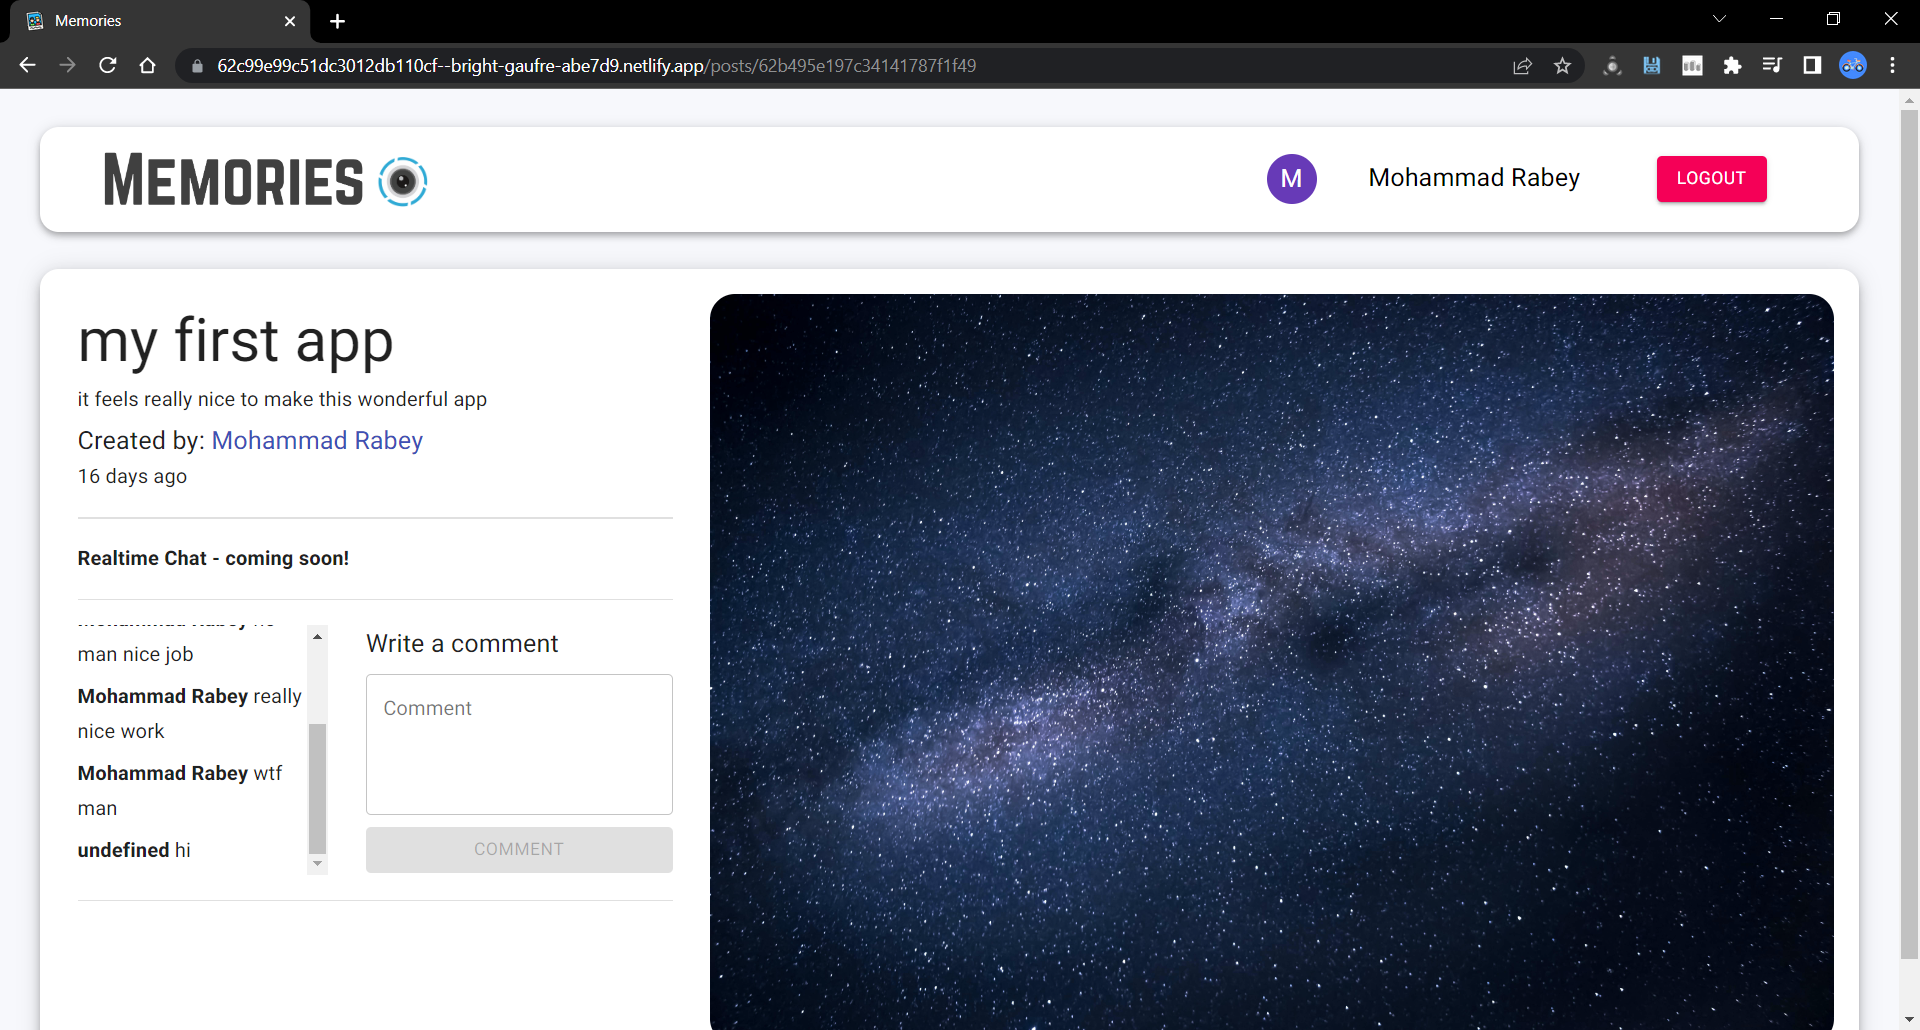 Memories
62c99e99c51dc3012db110cf--bright-gaufre-abe7d9.netlify.app/posts/62b495e197c34141787f1f49
MEMORIES
M
Mohammad Rabey
LOGOUT
my first app
it feels really nice to make this wonderful app
Created by: Mohammad Rabey
16 days ago
Realtime Chat - coming soon!
man nice job
Mohammad Rabey really
nice work
Mohammad Rabey wtf
man
undefined hi
Write a comment
Comment
COMMENT